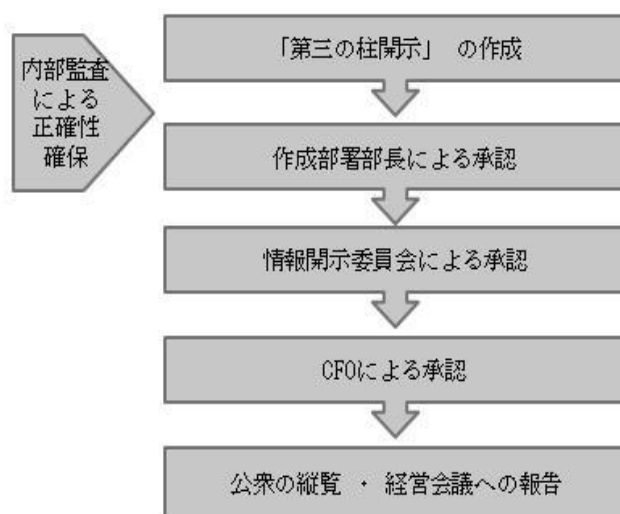 内部監査
による
正確性
確保
「第三の柱開示」 の作成
作成部署部長による承認
情報開示委員会による承認
CFOによる承認
公衆の縦覧 ・ 経営会議への報告